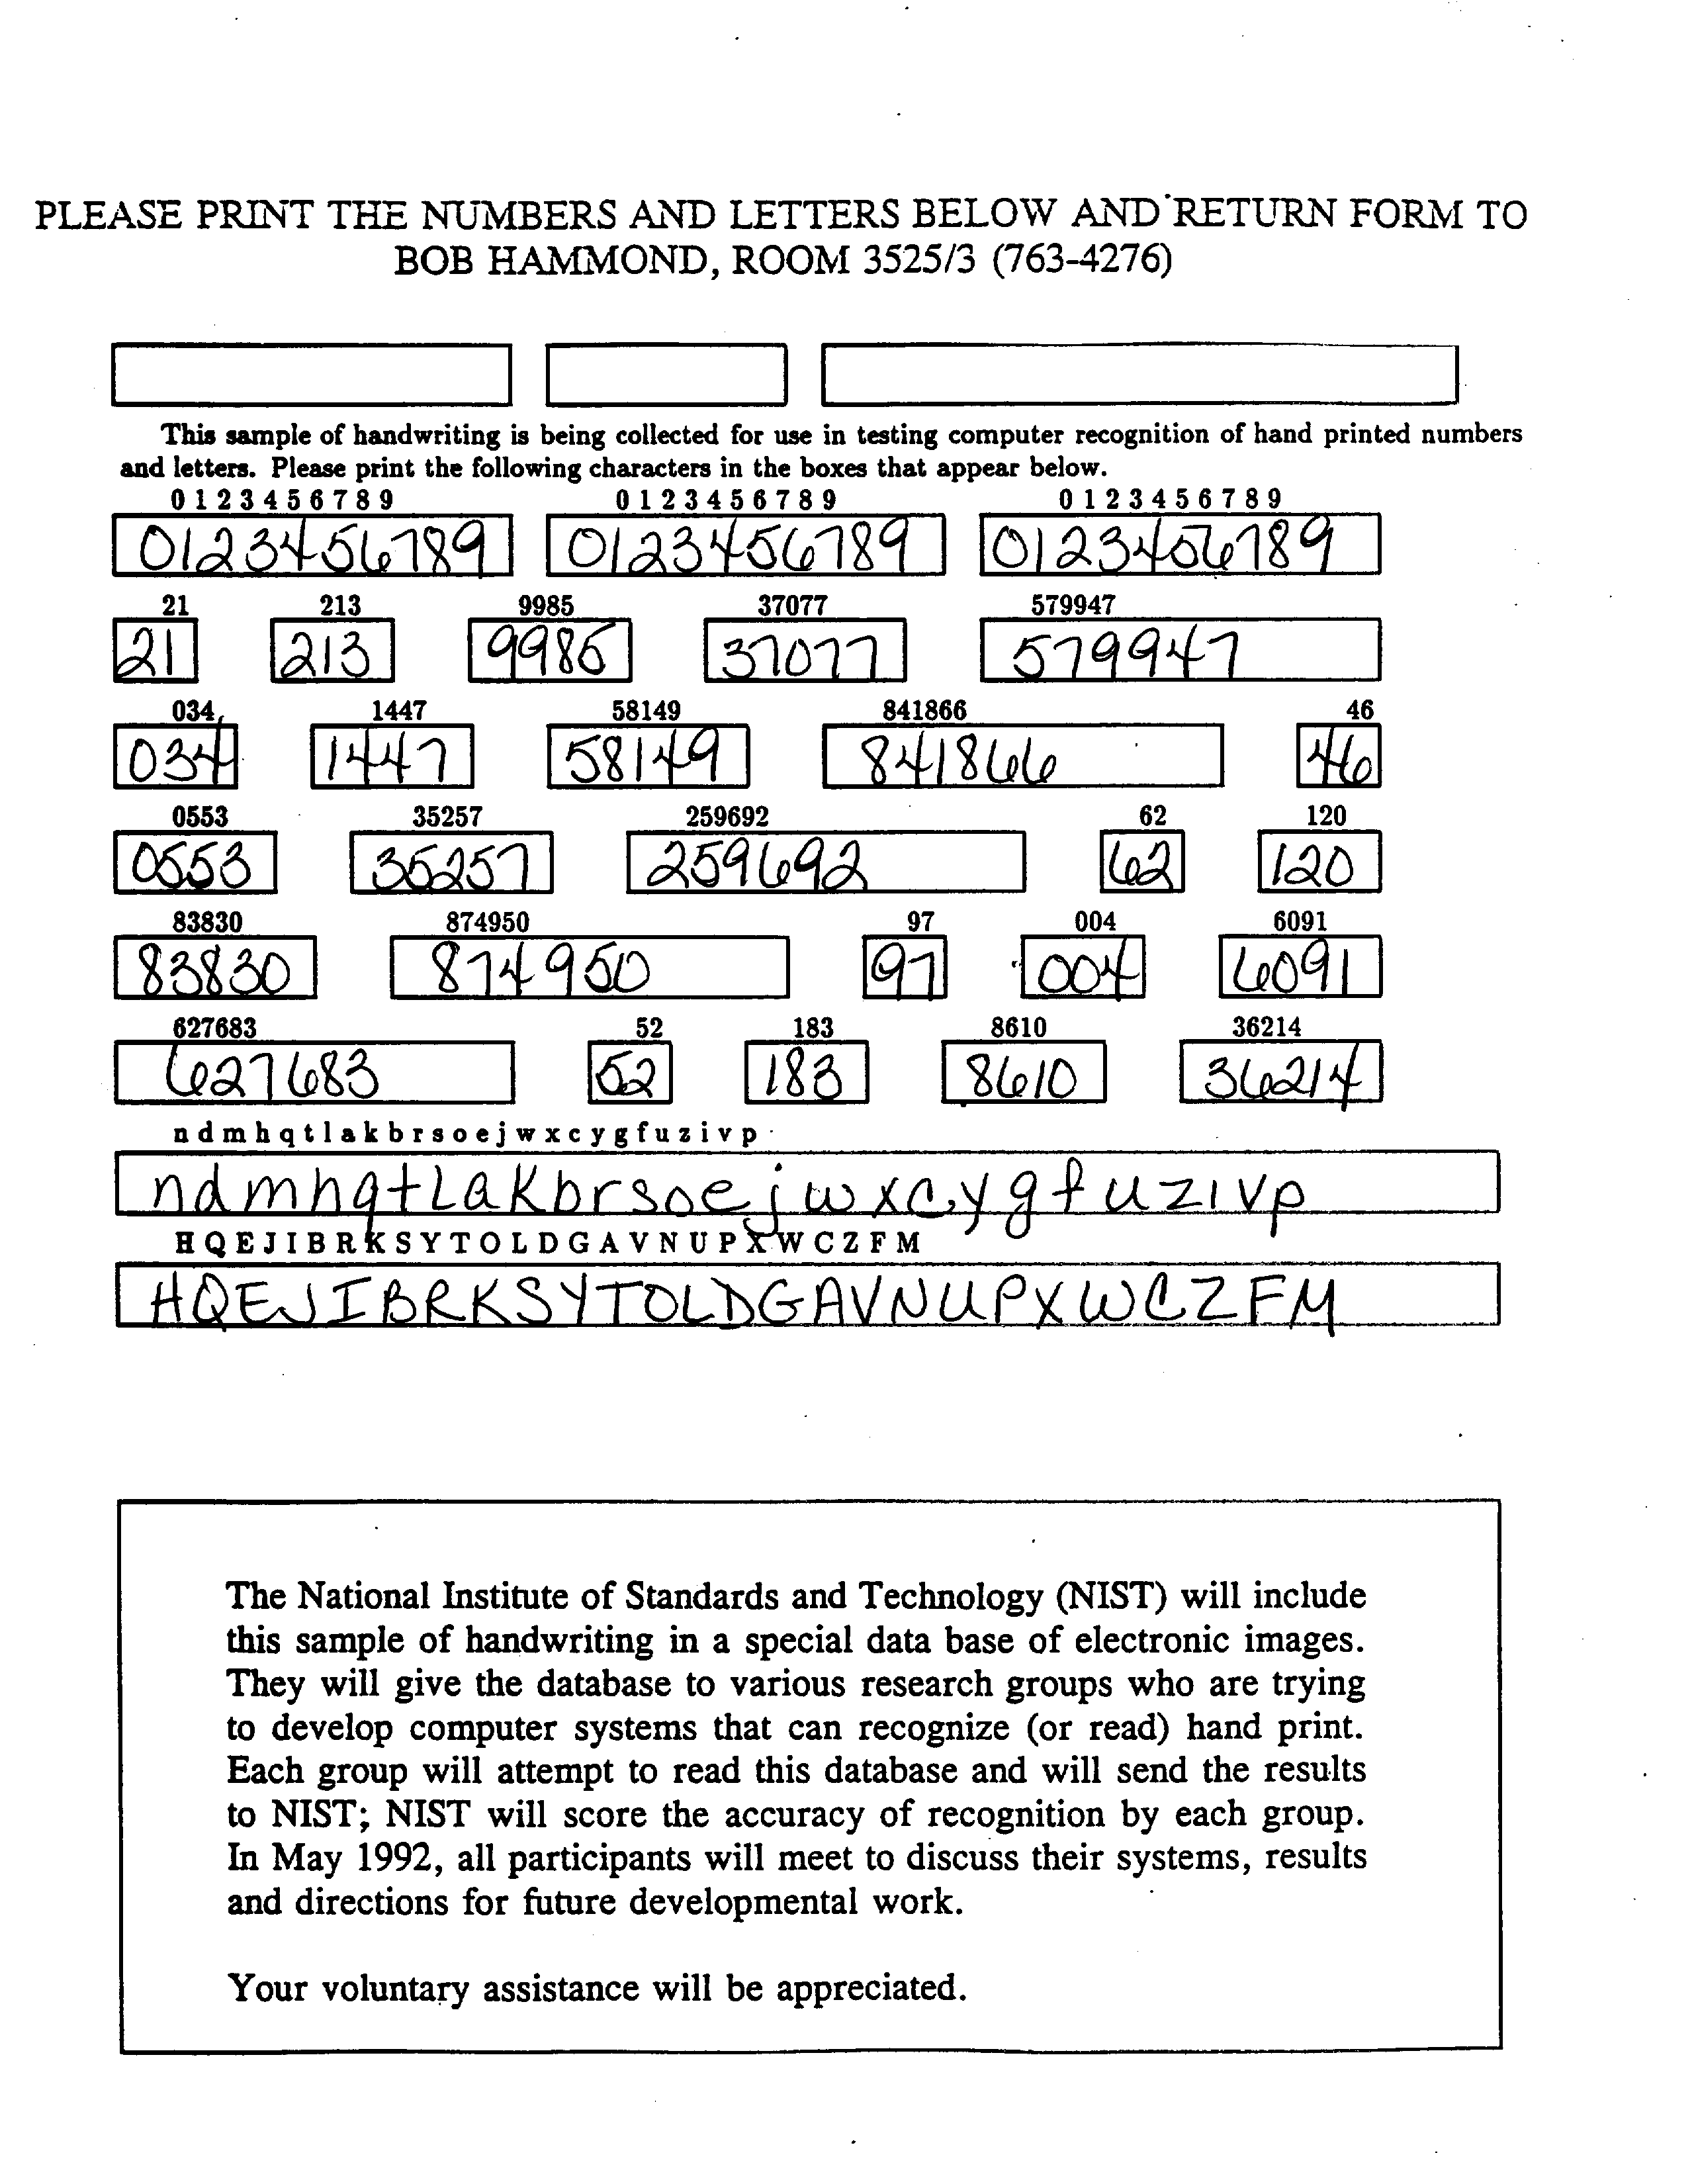 PLEASE PRINT THE NUMBERS AND LETTERS BELOW AND RETURN FORM TO
BOB HAMMOND, ROOM 3525/3 (763-4276)
This sample of handwriting is being collected for use in testing computer recognition of hand printed numbers
and letters. Please print the following characters in the boxes that appear below.
0 1 2 3 4 5 6 7 8 9 0 1 2 3 4 5 6 7 8 9 0 1 2 3 4 5 6 7 8 9
0123456789 0123456789 0123456789
21 213 9985 37077 579947
21 213 9985 37077 579947
034 1447 58149 841866 46
034 1447 58149 841866 46
0553 35257 259692 62 120
0553 35257 259692 62 120
83830 874950 97 004 6091
83830 874950 97 004 6091
627683 52 183 8610 36214
627683 52 183 8610 36214
n d m h q t l a k b r s o e j w x c y g f u z i v p
ndmhqtLakbrsoejwxcygfuzivp
H Q E J I B R K S Y T O L D G A V N U P X W C Z F M
HQEJIBRKSYTOLDGAVNUPXWCZFM
The National Institute of Standards and Technology (NIST) will include
this sample of handwriting in a special data base of electronic images.
They will give the database to various research groups who are trying
to develop computer systems that can recognize (or read) hand print.
Each group will attempt to read this database and will send the results
to NIST; NIST will score the accuracy of recognition by each group.
In May 1992, all participants will meet to discuss their systems, results
and directions for future developmental work.
Your voluntary assistance will be appreciated.